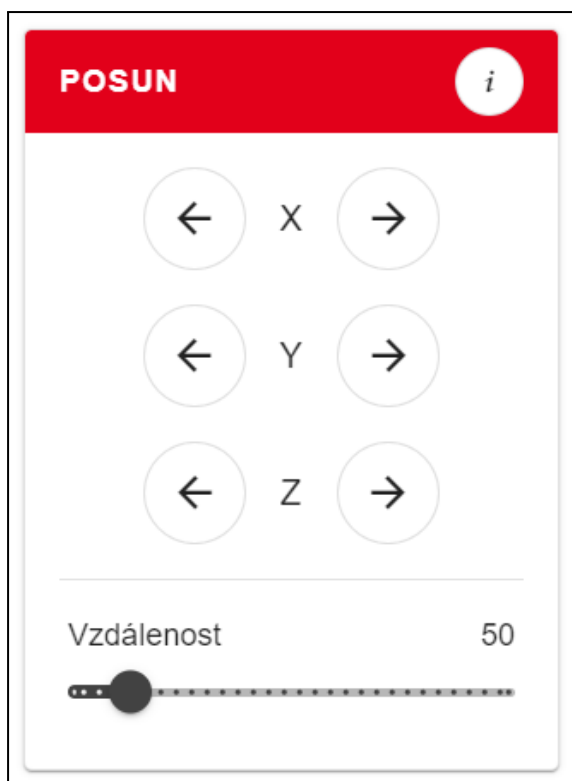 POSUN i
← X →
← Y →
← Z →
Vzdálenost 50